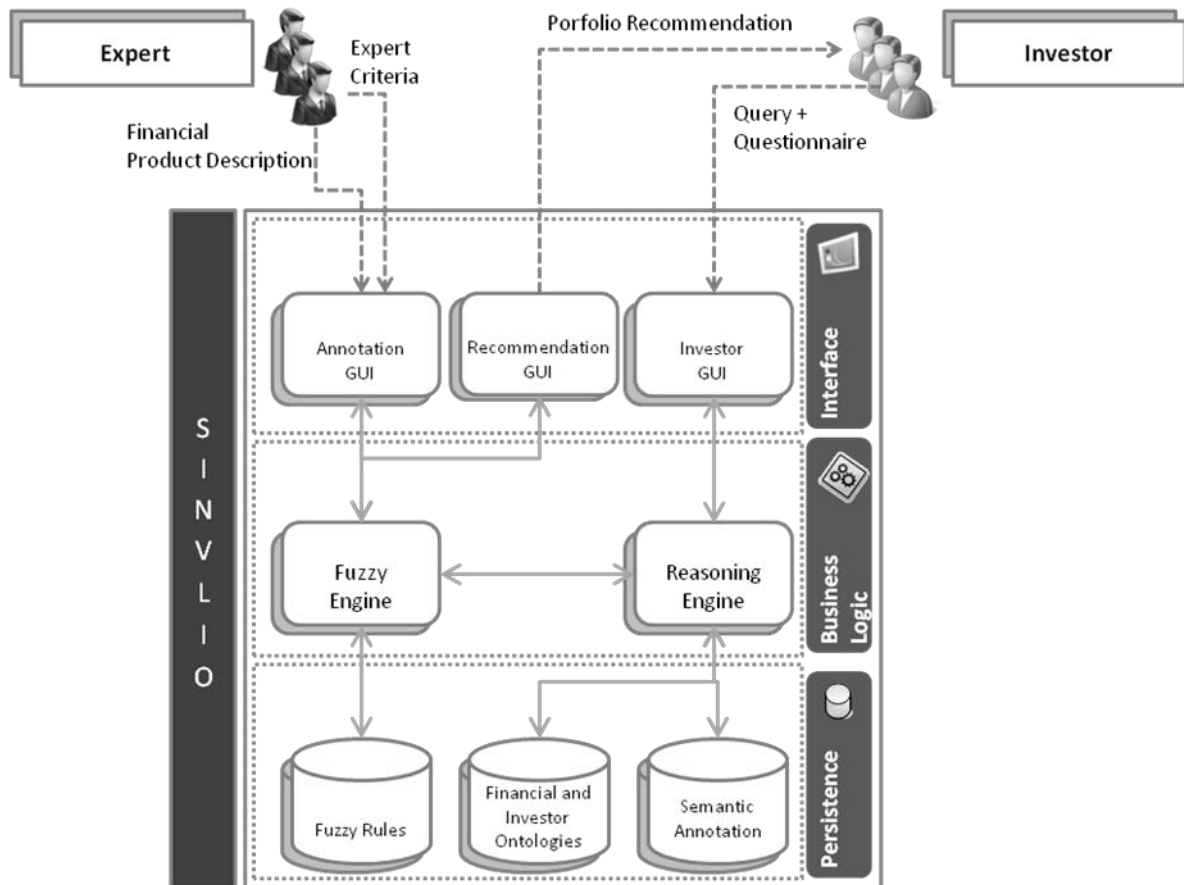 Expert
Expert
Criteria
Financial
Product Description
Porfolio Recommendation
Investor
Query +
Questionnaire
S
I
N
V
L
I
O
Annotation
GUI
Recommendation
GUI
Investor
GUI
Interface
Fuzzy
Engine
Reasoning
Engine
Business
Logic
Fuzzy Rules
Financial and
Investor
Ontologies
Semantic
Annotation
Persistence